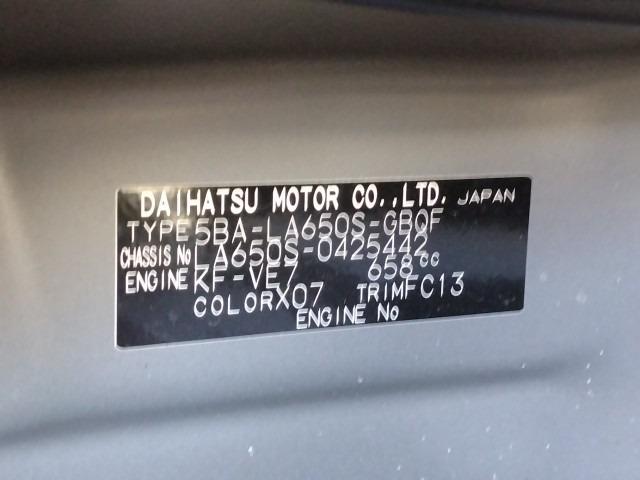 DAIHATSU MOTOR CO.,LTD. JAPAN
TYPE 5BA-LA650S-GBQF
CHASSIS No LA650S-0425442
ENGINE KF-VE7 658cc
COLOR X07 TRIM FC13
ENGINE No